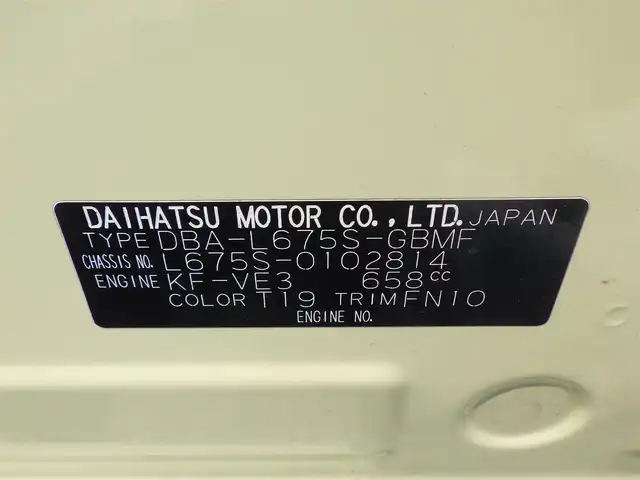 DAIHATSU MOTOR CO., LTD. JAPAN
TYPE DBA-L675S-GBMF
CHASSIS NO. L675S-0102814
ENGINE KF-VE3 658cc
COLOR T19 TRIM FN10
ENGINE NO.